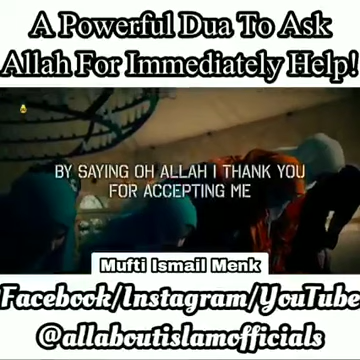 A Powerful Dua To Ask
Allah For Immediately Help!
BY SAYING OH ALLAH I THANK YOU
FOR ACCEPTING ME
Mufti Ismail Menk
Facebook/Instagram/YouTube
@allaboutislamofficials